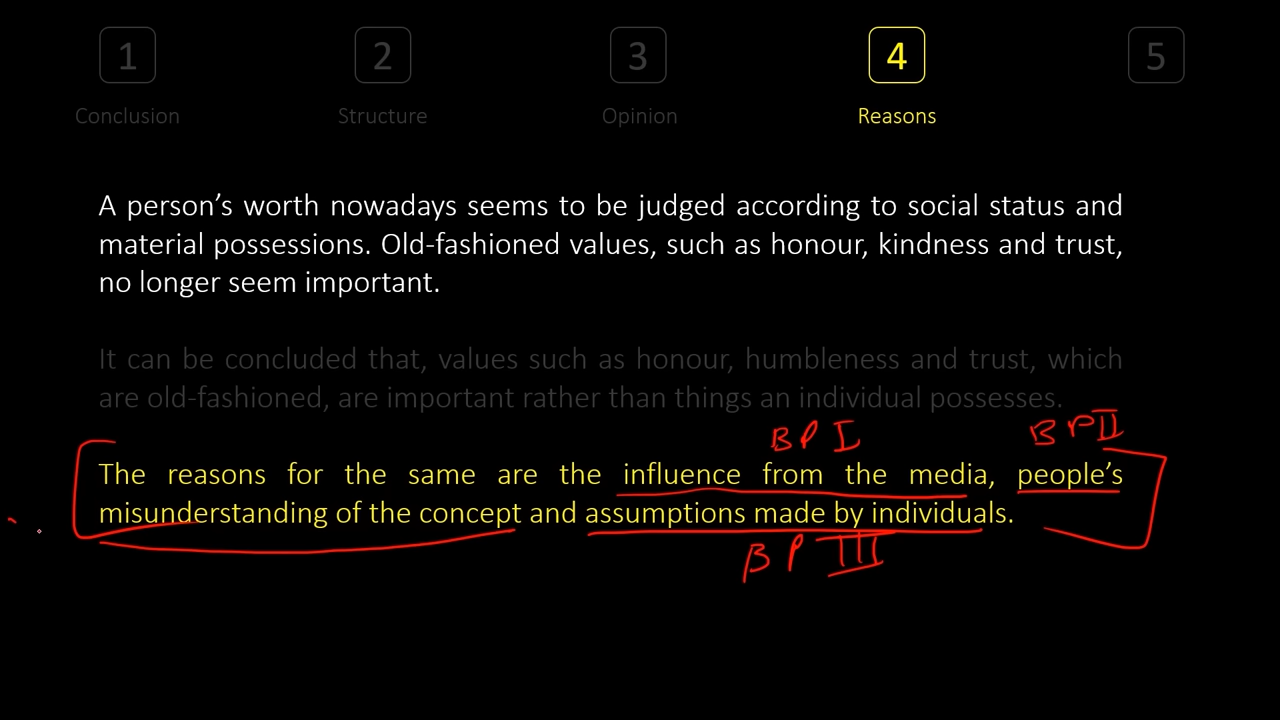 1 2 3 4 5
Conclusion Structure Opinion Reasons
A person’s worth nowadays seems to be judged according to social status and
material possessions. Old-fashioned values, such as honour, kindness and trust,
no longer seem important.
It can be concluded that, values such as honour, humbleness and trust, which
are old-fashioned, are important rather than things an individual possesses.
BP I BP II
The reasons for the same are the influence from the media, people’s
misunderstanding of the concept and assumptions made by individuals.
BP III